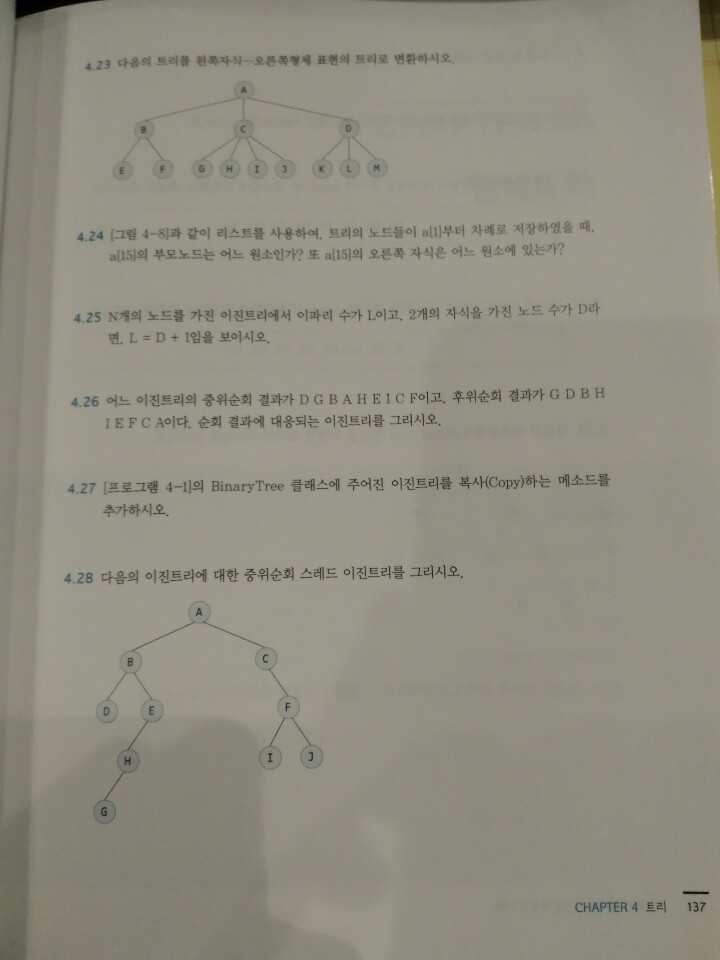 4.23 다음의 트리를 왼쪽자식-오른쪽형제 표현의 트리로 변환하시오.
A
B C D
E F G H I J K L M
4.24 [그림 4-8]과 같이 리스트를 사용하여, 트리의 노드들이 a[1]부터 차례로 저장하였을 때,
a[15]의 부모노드는 어느 원소인가? 또 a[15]의 오른쪽 자식은 어느 원소에 있는가?
4.25 N개의 노드를 가진 이진트리에서 이파리 수가 L이고, 2개의 자식을 가진 노드 수가 D라
면, L = D + 1임을 보이시오.
4.26 어느 이진트리의 중위순회 결과가 D G B A H E I C F이고, 후위순회 결과가 G D B H
I E F C A이다. 순회 결과에 대응되는 이진트리를 그리시오.
4.27 [프로그램 4-1]의 BinaryTree 클래스에 주어진 이진트리를 복사(Copy)하는 메소드를
추가하시오.
4.28 다음의 이진트리에 대한 중위순회 스레드 이진트리를 그리시오.
A
B C
D E F
H I J
G
CHAPTER 4 트리 137